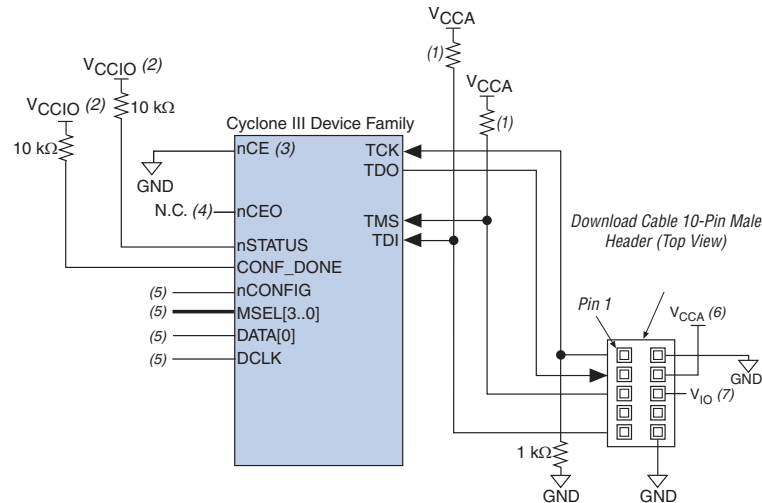 VCCA
(1)
VCCIO (2)
VCCA
VCCIO (2)
10 kΩ
(1)
10 kΩ
Cyclone III Device Family
nCE (3)
TCK
GND
TDO
N.C. (4)
nCEO
TMS
nSTATUS
TDI
CONF_DONE
(5)
nCONFIG
(5)
MSEL[3..0]
(5)
DATA[0]
(5)
DCLK
Download Cable 10-Pin Male
Header (Top View)
Pin 1
VCCA (6)
GND
VIO (7)
1 kΩ
GND
GND